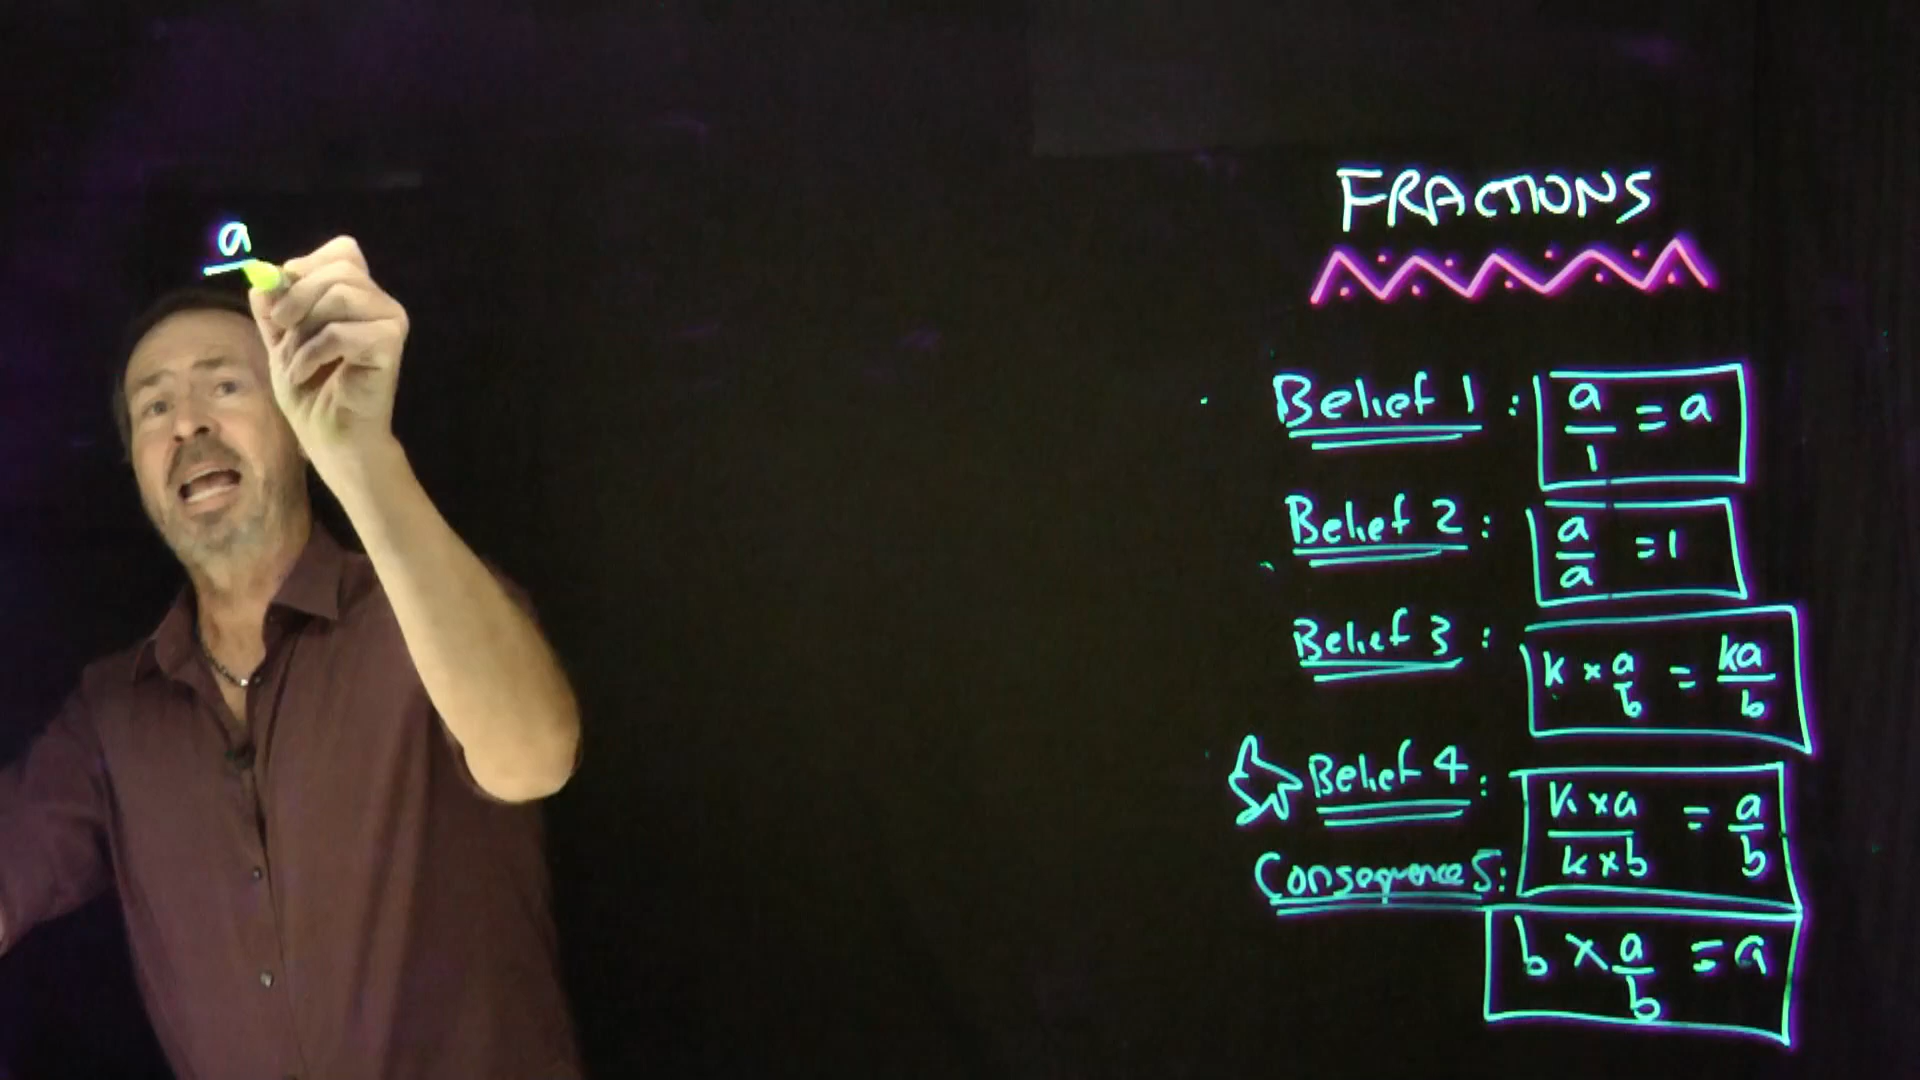 a
FRACTIONS
Belief 1 : a/1 = a
Belief 2 : a/a = 1
Belief 3 : k × a/b = ka/b
Belief 4 : k × a / k × b = a/b
Consequence 5 :
b × a/b = a